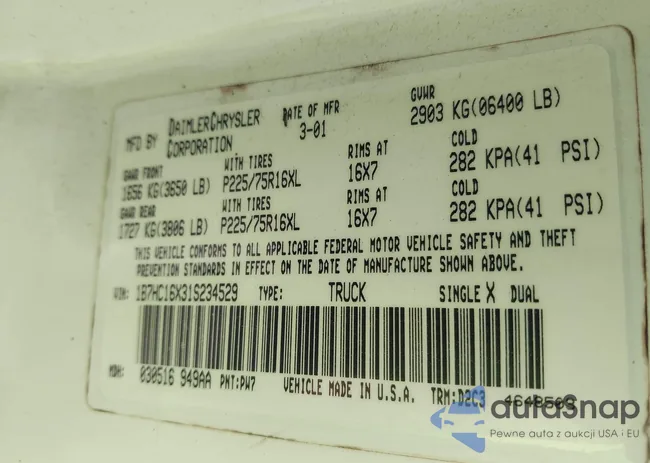 MFD BY DAIMLERCHRYSLER CORPORATION DATE OF MFR 3-01 GVWR 2903 KG(06400 LB)
GAWR FRONT WITH TIRES RIMS AT COLD
1656 KG(3650 LB) P225/75R16XL 16X7 282 KPA(41 PSI)
GAWR REAR WITH TIRES RIMS AT COLD
1727 KG(3806 LB) P225/75R16XL 16X7 282 KPA(41 PSI)
THIS VEHICLE CONFORMS TO ALL APPLICABLE FEDERAL MOTOR VEHICLE SAFETY AND THEFT
PREVENTION STANDARDS IN EFFECT ON THE DATE OF MANUFACTURE SHOWN ABOVE.
VIN: 1B7HC16X31S234529 TYPE: TRUCK SINGLE X DUAL
MDH: 030516 949AA PNT:PW7 VEHICLE MADE IN U.S.A. TRM:D2C3
autosnap
Pewne auta z aukcji USA i EU